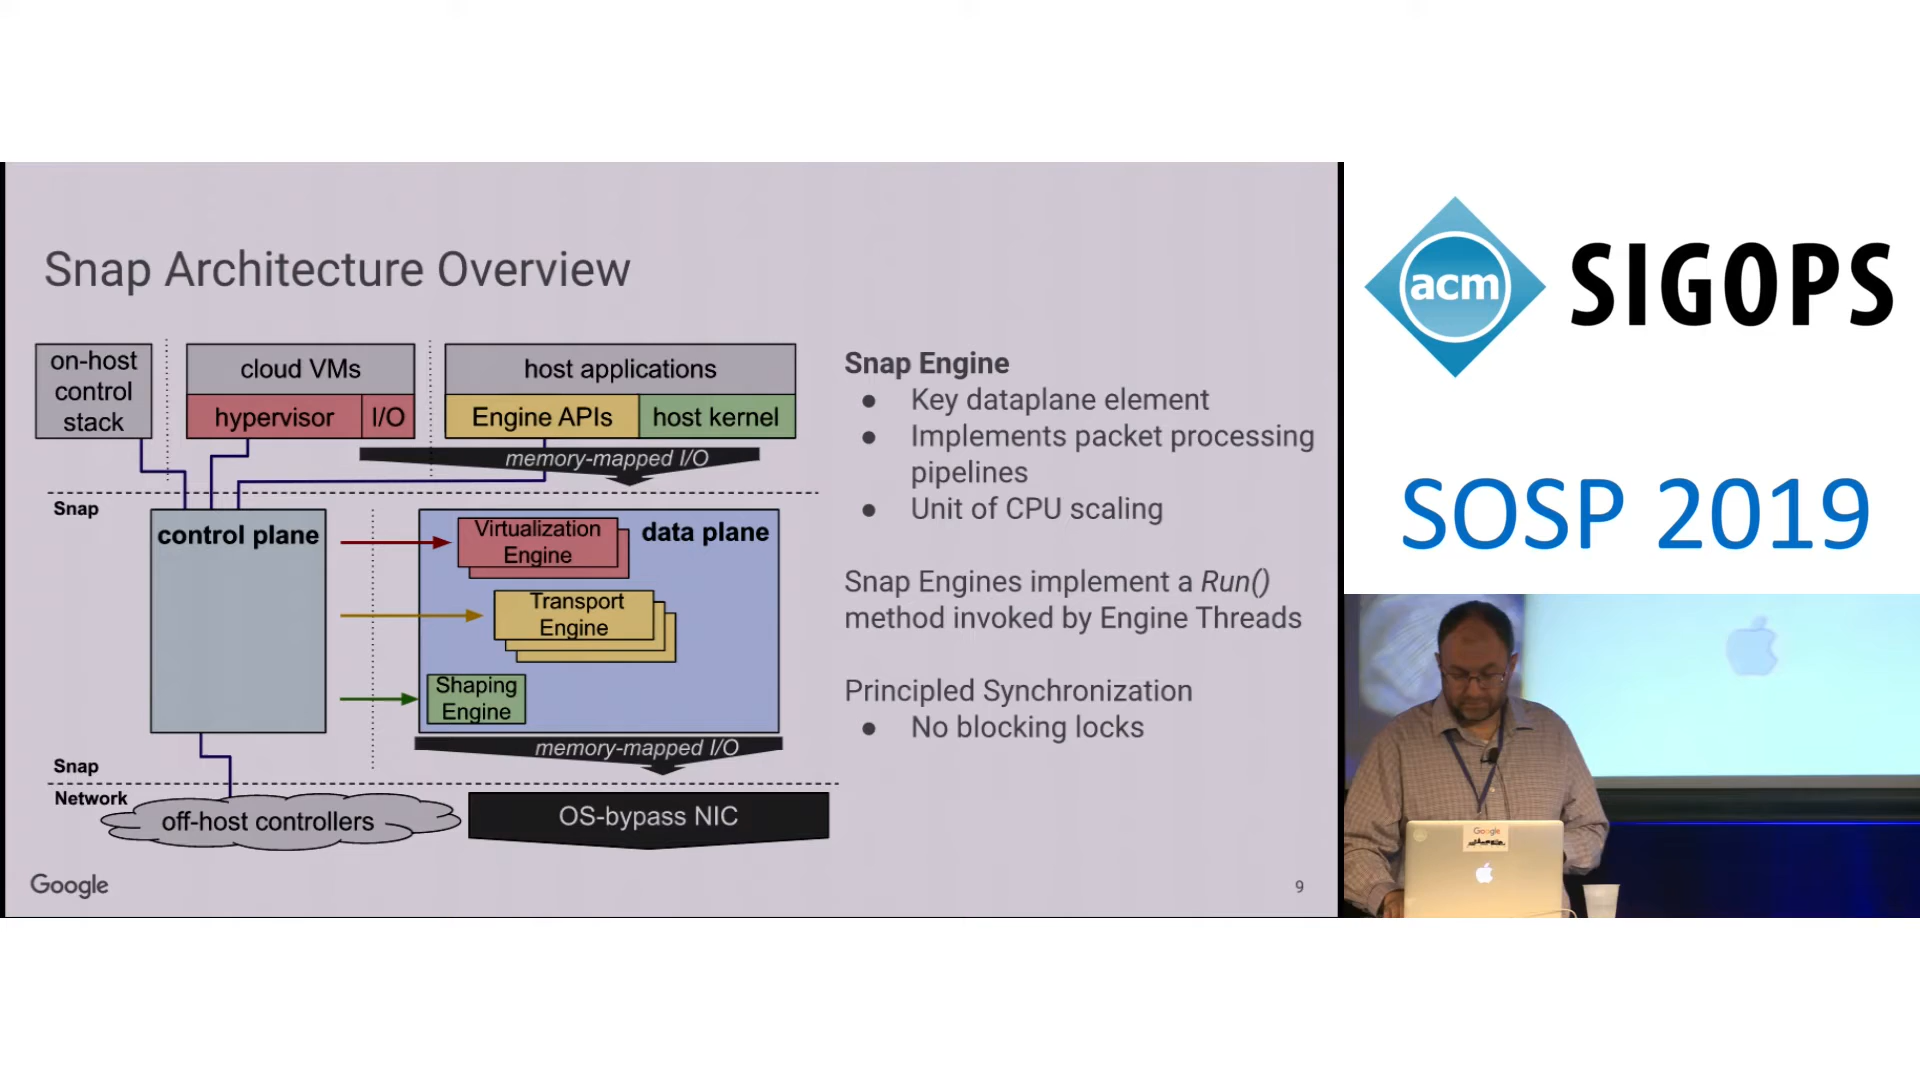 Snap Architecture Overview
on-host
control
stack
cloud VMs
hypervisor
I/O
host applications
Engine APIs
host kernel
memory-mapped I/O
Snap
control plane
data plane
Virtualization
Engine
Transport
Engine
Shaping
Engine
memory-mapped I/O
Snap
Network
off-host controllers
OS-bypass NIC
Google
Snap Engine
● Key dataplane element
● Implements packet processing
pipelines
● Unit of CPU scaling
Snap Engines implement a Run()
method invoked by Engine Threads
Principled Synchronization
● No blocking locks
9
acm
SIGOPS
SOSP 2019
Google